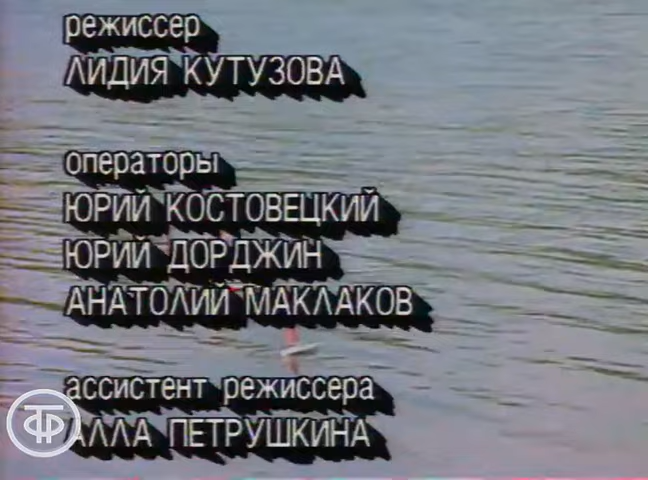 режиссер
ЛИДИЯ КУТУЗОВА
операторы
ЮРИЙ КОСТОВЕЦКИЙ
ЮРИЙ ДОРДЖИН
АНАТОЛИЙ МАКЛАКОВ
ассистент режиссера
АЛЛА ПЕТРУШКИНА